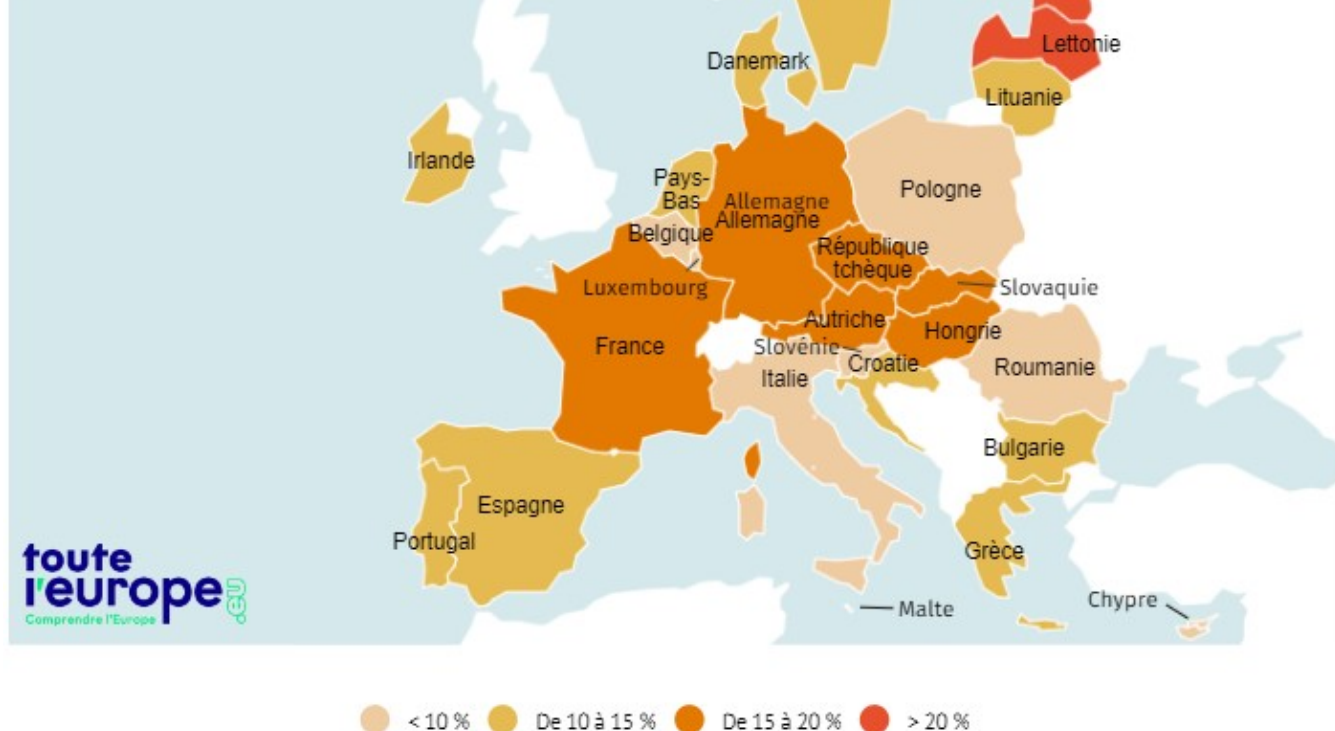 Lettonie
Danemark
Lituanie
Irlande
Pays-
Bas
Pologne
Allemagne
Allemagne
Belgique
République
tchèque
Luxembourg
Slovaquie
Autriche
Hongrie
France
Slovénie
Croatie
Italie
Roumanie
Bulgarie
Espagne
Portugal
Grèce
toute
l'europe.eu
Comprendre l'Europe
Malte
Chypre
< 10 % De 10 à 15 % De 15 à 20 % > 20 %